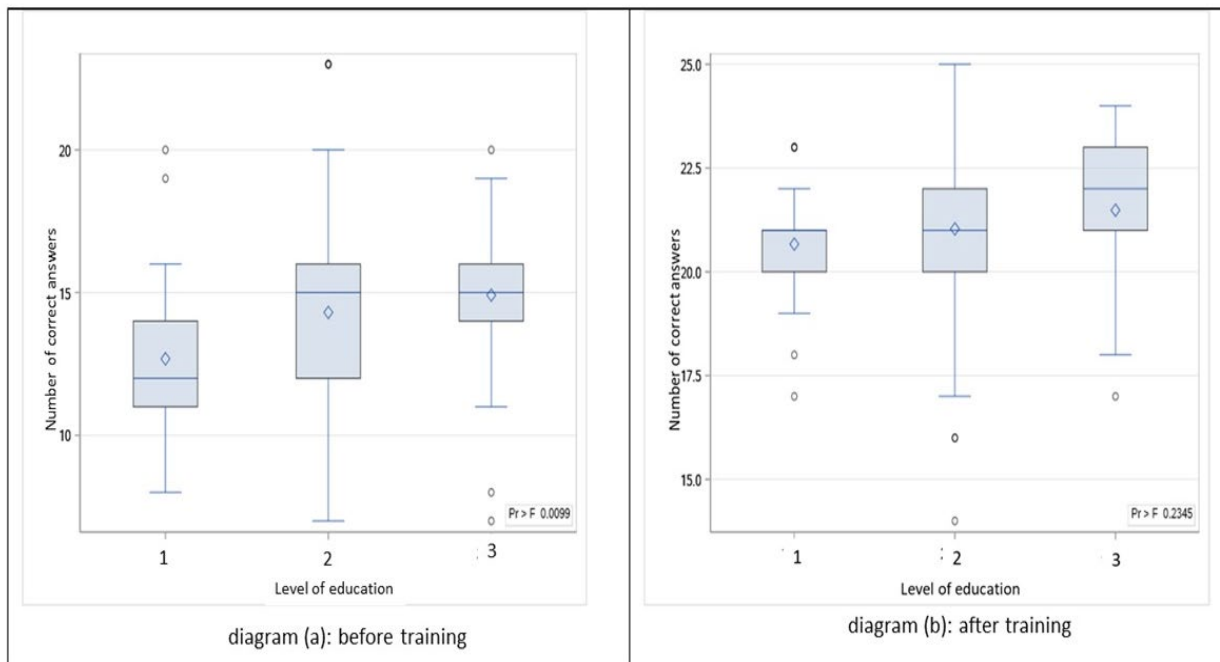 Number of correct answers
20
15
10
Pr > F 0.0099
1 2 3
Level of education
diagram (a): before training
Number of correct answers
25.0
22.5
20.0
17.5
15.0
Pr > F 0.2345
1 2 3
Level of education
diagram (b): after training